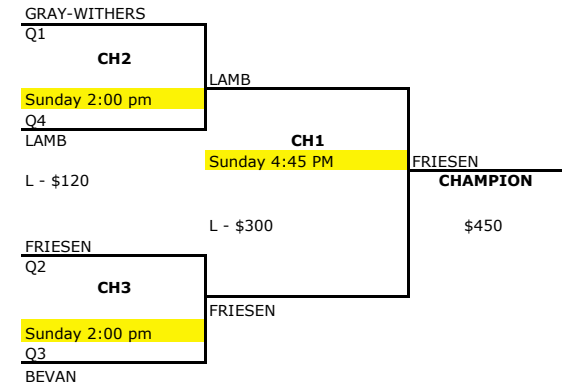 GRAY-WITHERS
Q1
CH2
LAMB
Sunday 2:00 pm
Q4
LAMB
CH1
Sunday 4:45 PM
FRIESEN
L - $120
CHAMPION
L - $300
$450
FRIESEN
Q2
CH3
FRIESEN
Sunday 2:00 pm
Q3
BEVAN